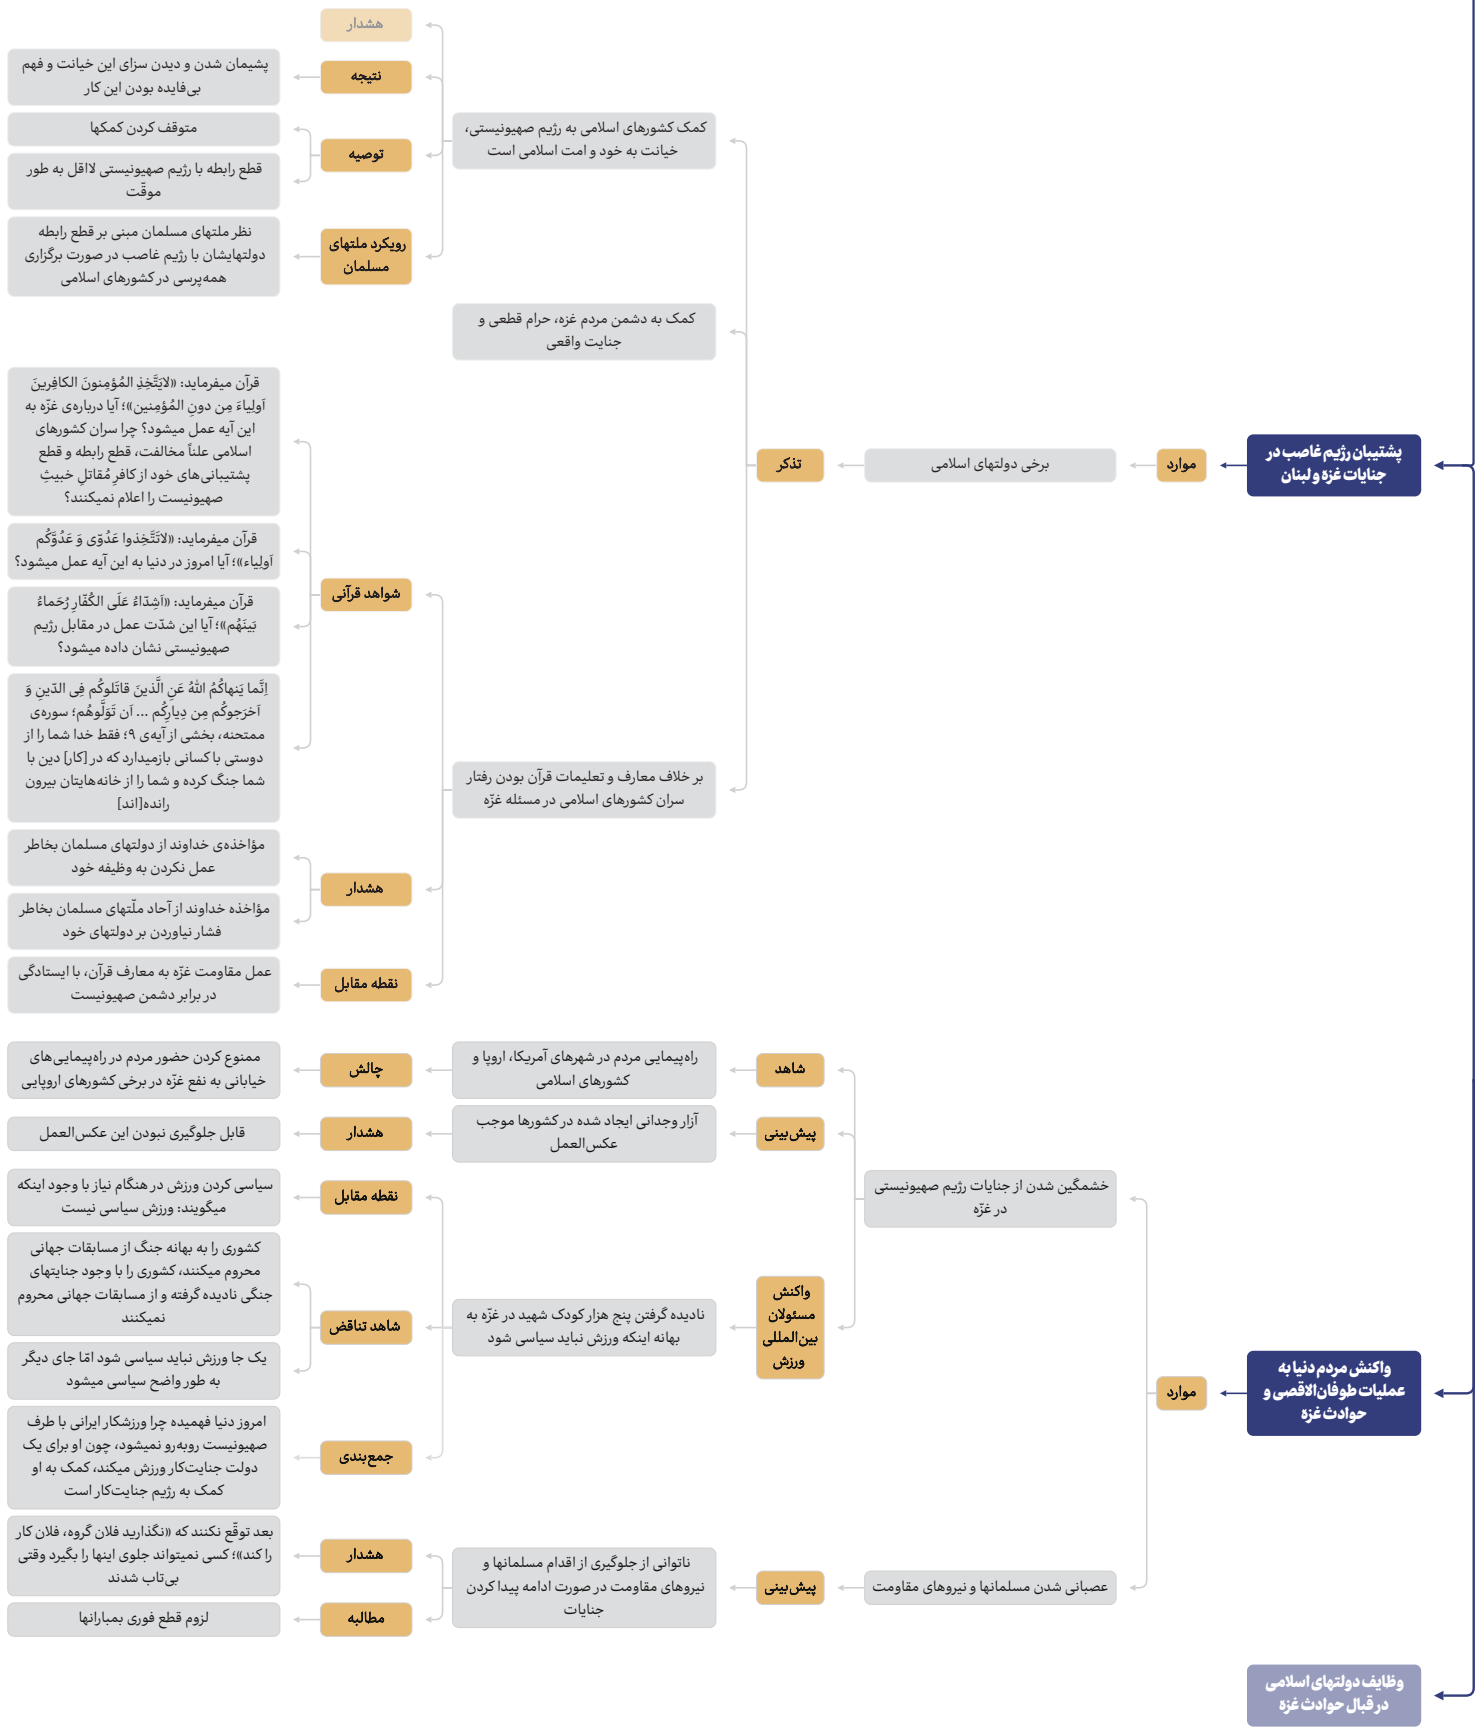 پشتیبان رژیم غاصب در
جنایات غزه و لبنان
موارد
برخی دولتهای اسلامی
تذکر
کمک کشورهای اسلامی به رژیم صهیونیستی،
خیانت به خود و امت اسلامی است
هشدار
نتیجه
پشیمان شدن و دیدن سزای این خیانت و فهم
بی‌فایده بودن این کار
توصیه
متوقف کردن کمکها
قطع رابطه با رژیم صهیونیستی لااقل به طور
موقّت
رویکرد ملتهای
مسلمان
نظر ملتهای مسلمان مبنی بر قطع رابطه
دولتهایشان با رژیم غاصب در صورت برگزاری
همه‌پرسی در کشورهای اسلامی
کمک به دشمن مردم غزه، حرام قطعی و
جنایت واقعی
بر خلاف معارف و تعلیمات قرآن بودن رفتار
سران کشورهای اسلامی در مسئله غزّه
شواهد قرآنی
قرآن میفرماید: «لایَتَّخِذِ المُؤمِنونَ الکافِرینَ
اَولِیاءَ مِن دونِ المُؤمِنین»؛ آیا درباره‌ی غزّه به
این آیه عمل میشود؟ چرا سران کشورهای
اسلامی علناً مخالفت، قطع رابطه و قطع
پشتیبانی‌های خود از کافرِ مُقاتلِ خبیثِ
صهیونیست را اعلام نمیکنند؟
قرآن میفرماید: «لاتَتَّخِذوا عَدُوّی وَ عَدُوَّکُم
اَولِیاء»؛ آیا امروز در دنیا به این آیه عمل میشود؟
قرآن میفرماید: «اَشِدّاءُ عَلَی الکُفّارِ رُحَماءُ
بَینَهُم»؛ آیا این شدّت عمل در مقابل رژیم
صهیونیستی نشان داده میشود؟
اِنَّما یَنهاکُمُ اللهُ عَنِ الَّذینَ قاتَلوکُم فِی الدّینِ وَ
اَخرَجوکُم مِن دِیارِکُم ... اَن تَوَلَّوهُم؛ سوره‌ی
ممتحنه، بخشی از آیه‌ی ۹؛ فقط خدا شما را از
دوستی با کسانی بازمیدارد که در [کار] دین با
شما جنگ کرده و شما را از خانه‌هایتان بیرون
رانده[اند]
هشدار
مؤاخذه‌ی خداوند از دولتهای مسلمان بخاطر
عمل نکردن به وظیفه خود
مؤاخذه خداوند از آحاد ملّتهای مسلمان بخاطر
فشار نیاوردن بر دولتهای خود
نقطه مقابل
عمل مقاومت غزّه به معارف قرآن، با ایستادگی
در برابر دشمن صهیونیست
واکنش مردم دنیا به
عملیات طوفان‌الاقصی و
حوادث غزه
موارد
خشمگین شدن از جنایات رژیم صهیونیستی
در غزّه
شاهد
راه‌پیمایی مردم در شهرهای آمریکا، اروپا و
کشورهای اسلامی
چالش
ممنوع کردن حضور مردم در راه‌پیمایی‌های
خیابانی به نفع غزّه در برخی کشورهای اروپایی
پیش‌بینی
آزار وجدانی ایجاد شده در کشورها موجب
عکس‌العمل
هشدار
قابل جلوگیری نبودن این عکس‌العمل
واکنش
مسئولان
بین‌المللی
ورزش
نادیده گرفتن پنج هزار کودک شهید در غزّه به
بهانه اینکه ورزش نباید سیاسی شود
نقطه مقابل
سیاسی کردن ورزش در هنگام نیاز با وجود اینکه
میگویند: ورزش سیاسی نیست
شاهد تناقض
کشوری را به بهانه جنگ از مسابقات جهانی
محروم میکنند، کشوری را با وجود جنایتهای
جنگی نادیده گرفته و از مسابقات جهانی محروم
نمیکنند
یک جا ورزش نباید سیاسی شود امّا جای دیگر
به طور واضح سیاسی میشود
جمع‌بندی
امروز دنیا فهمیده چرا ورزشکار ایرانی با طرف
صهیونیست روبه‌رو نمیشود، چون او برای یک
دولت جنایت‌کار ورزش میکند، کمک به او
کمک به رژیم جنایت‌کار است
عصبانی شدن مسلمانها و نیروهای مقاومت
پیش‌بینی
ناتوانی از جلوگیری از اقدام مسلمانها و
نیروهای مقاومت در صورت ادامه پیدا کردن
جنایات
هشدار
بعد توقّع نکنند که «نگذارید فلان گروه، فلان کار
را کند»؛ کسی نمیتواند جلوی اینها را بگیرد وقتی
بی‌تاب شدند
مطالبه
لزوم قطع فوری بمبارانها
وظایف دولتهای اسلامی
در قبال حوادث غزه